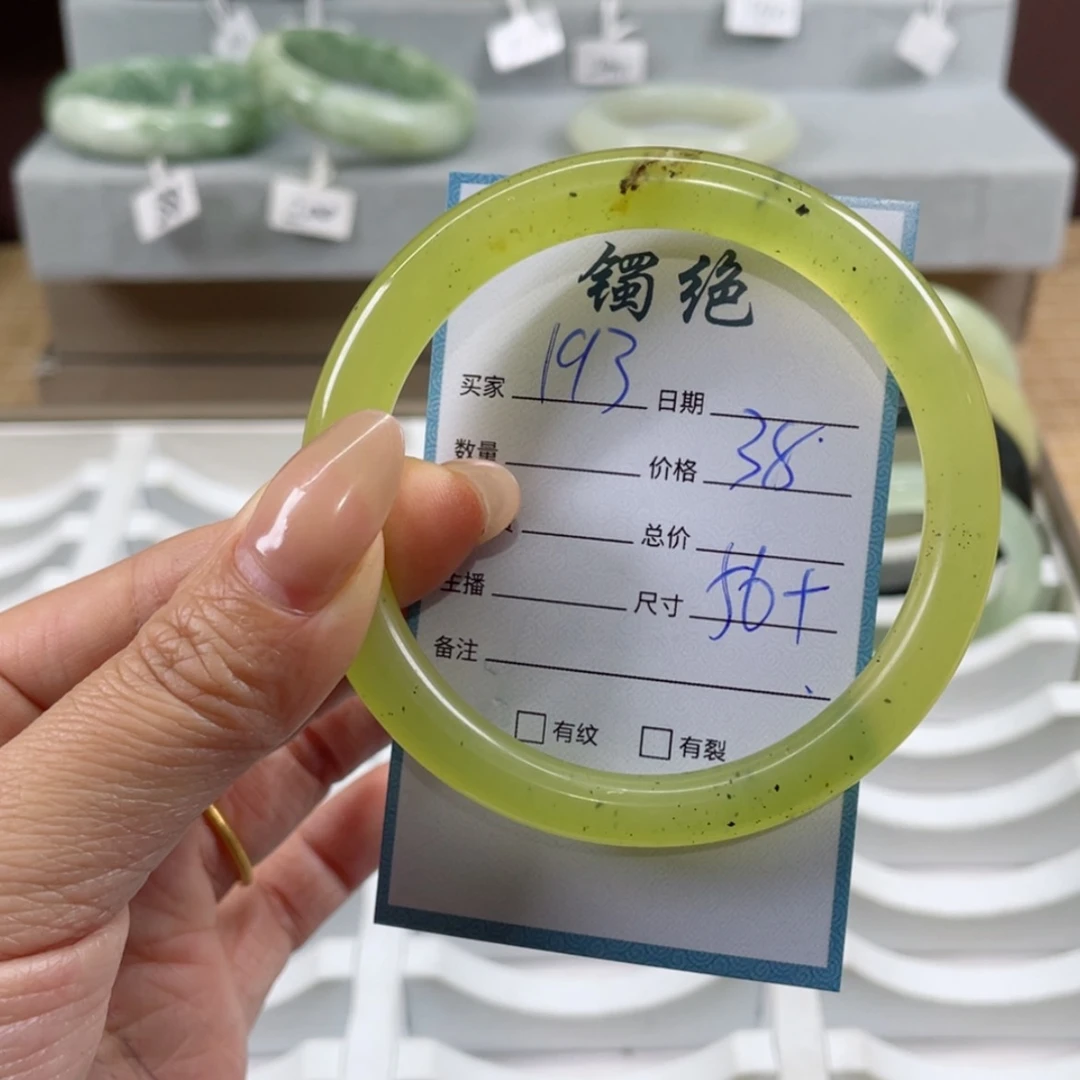 镯绝
买家 193 日期
数量 价格 38
总价
主播 尺寸 56+
备注
有纹 有裂